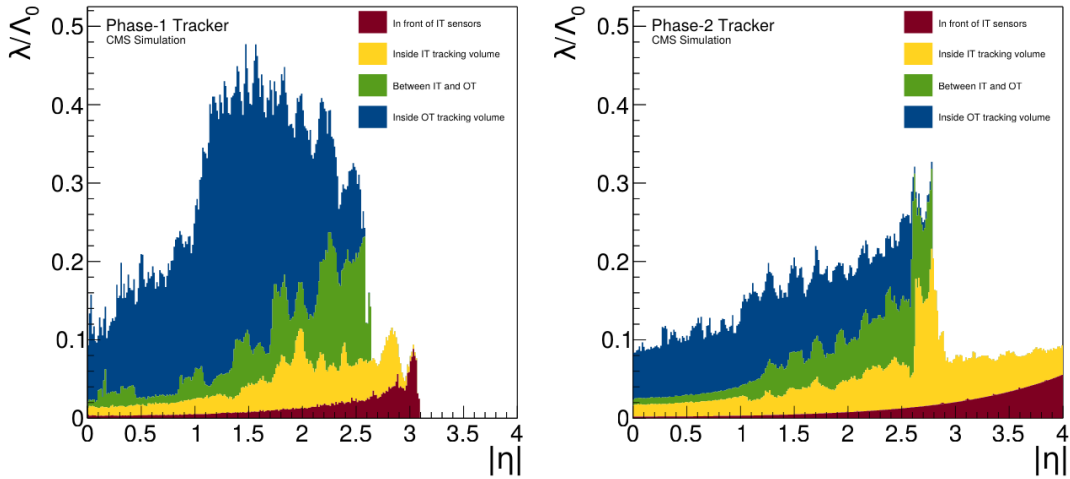 Phase-1 Tracker
CMS Simulation
In front of IT sensors
Inside IT tracking volume
Between IT and OT
Inside OT tracking volume
λ/Λ₀
0.5
0.4
0.3
0.2
0.1
0
0 0.5 1 1.5 2 2.5 3 3.5 4
|η|
Phase-2 Tracker
CMS Simulation
In front of IT sensors
Inside IT tracking volume
Between IT and OT
Inside OT tracking volume
λ/Λ₀
0.5
0.4
0.3
0.2
0.1
0
0 0.5 1 1.5 2 2.5 3 3.5 4
|η|